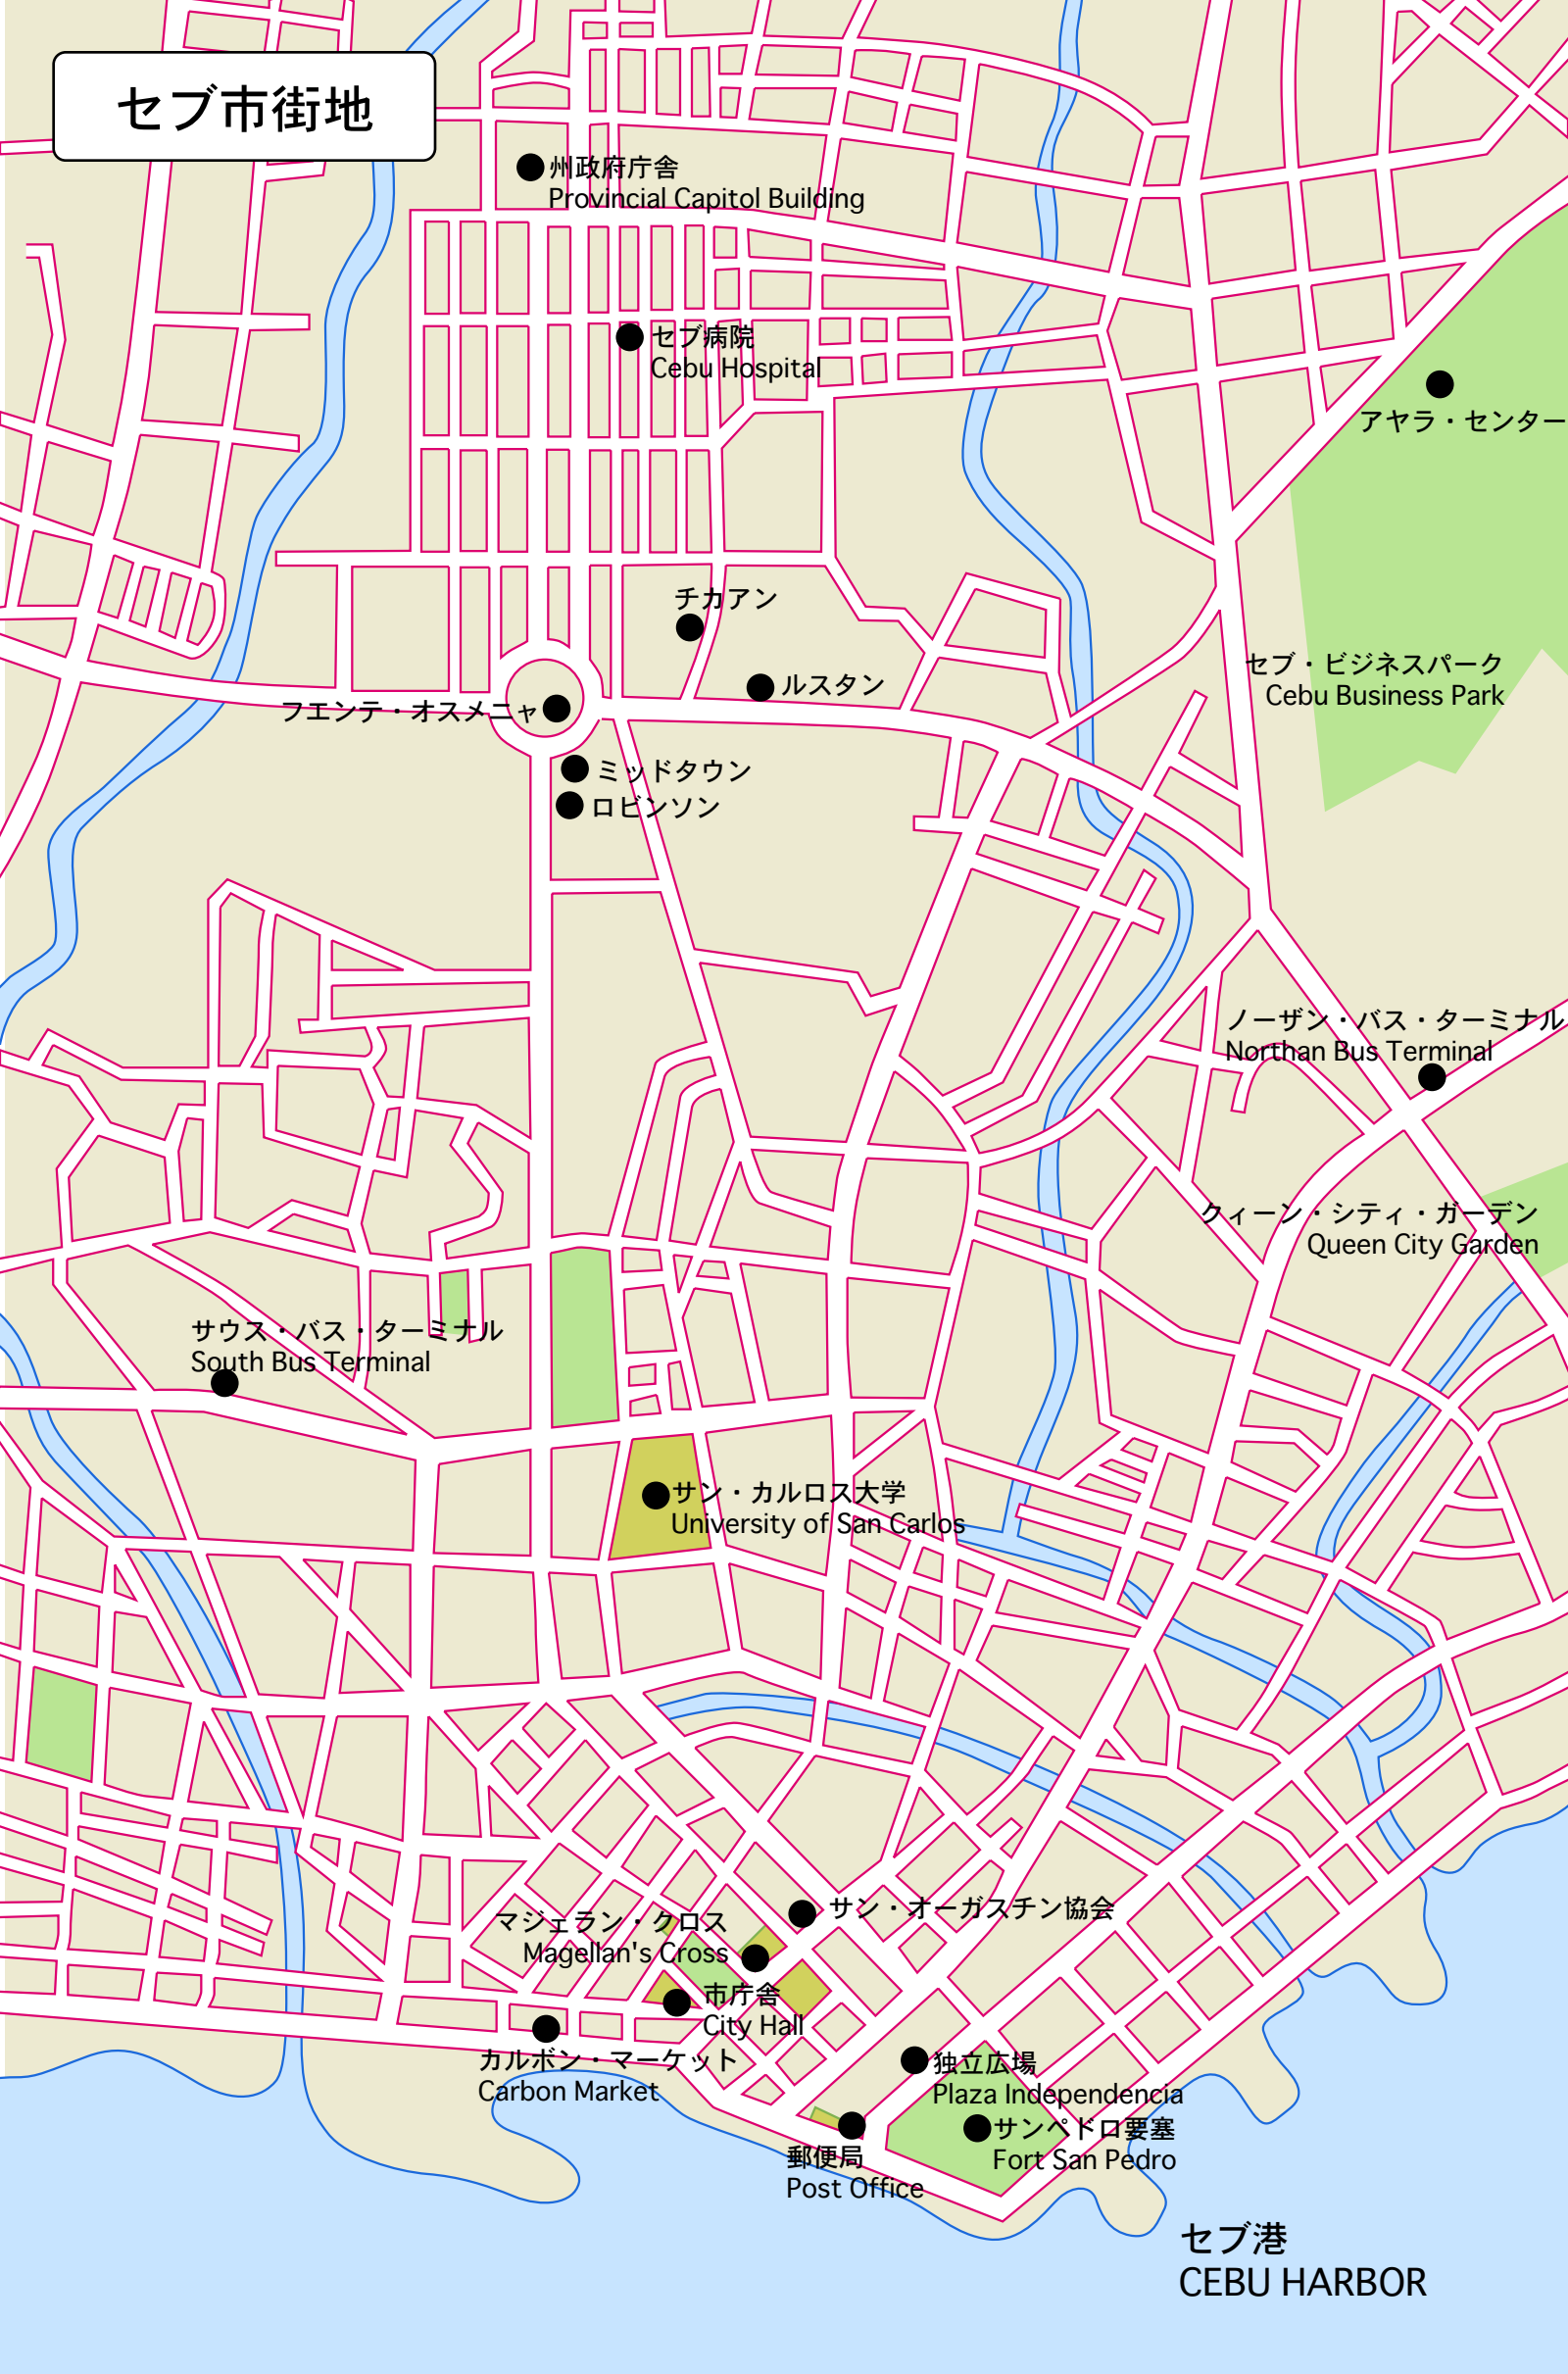 セブ市街地
州政府庁舎
Provincial Capitol Building
セブ病院
Cebu Hospital
アヤラ・センター
チカアン
セブ・ビジネスパーク
Cebu Business Park
ルスタン
フエンテ・オスメニャ
ミッドタウン
ロビンソン
ノーザン・バス・ターミナル
Northan Bus Terminal
クィーン・シティ・ガーデン
Queen City Garden
サウス・バス・ターミナル
South Bus Terminal
サン・カルロス大学
University of San Carlos
サン・オーガスチン協会
マジェラン・クロス
Magellan's Cross
市庁舎
City Hall
カルボン・マーケット
Carbon Market
独立広場
Plaza Independencia
サンペドロ要塞
Fort San Pedro
郵便局
Post Office
セブ港
CEBU HARBOR